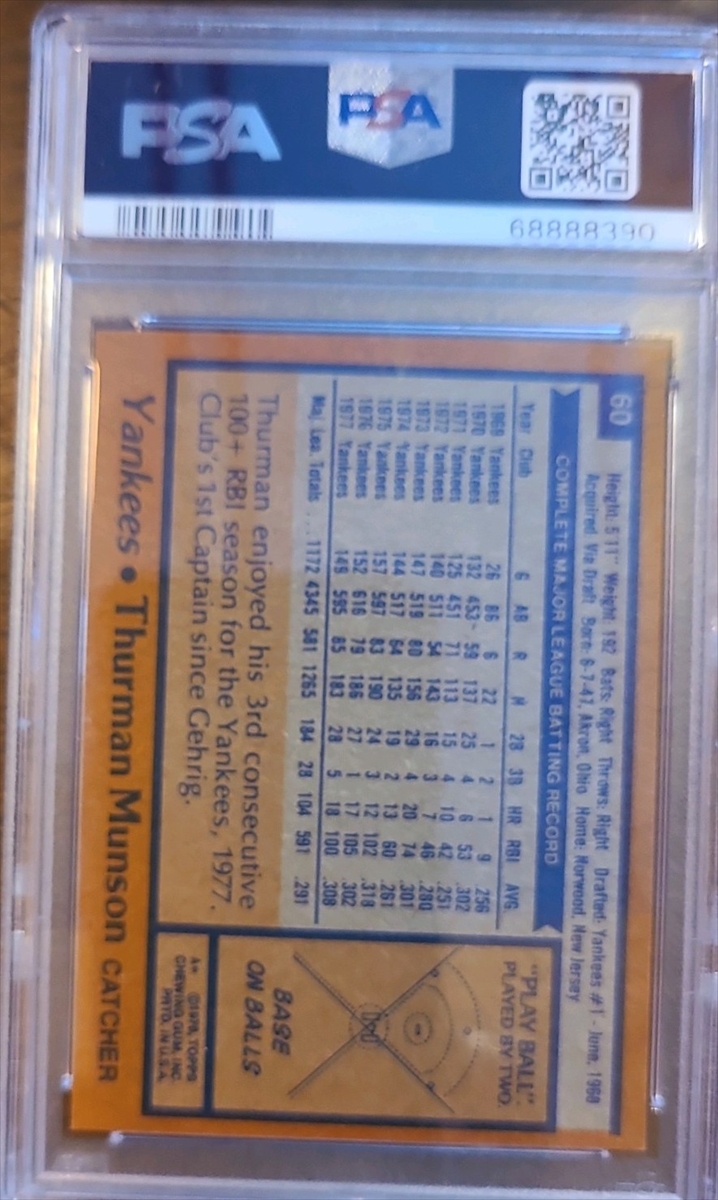 PSA
PSA
68888390
60
Height: 5'11" Weight: 192 Bats: Right Throws: Right Drafted: Yankees #1 - June, 1968
Acquired: Via Draft Born: 6-7-47, Akron, Ohio Home: Norwood, New Jersey
COMPLETE MAJOR LEAGUE BATTING RECORD
Year Club G AB R H 2B 3B HR RBI AVG.
1969 Yankees 26 86 6 22 1 2 1 9 .256
1970 Yankees 132 453 59 137 25 4 6 53 .302
1971 Yankees 125 451 71 113 15 4 10 42 .251
1972 Yankees 140 511 54 143 16 3 7 46 .280
1973 Yankees 147 519 80 156 29 4 20 74 .301
1974 Yankees 144 517 64 135 19 2 13 60 .261
1975 Yankees 157 597 83 190 24 3 12 102 .318
1976 Yankees 152 616 79 186 27 1 17 105 .302
1977 Yankees 149 595 85 183 28 5 18 100 .308
Maj. Lea. Totals ... 1172 4345 581 1265 184 28 104 591 .291
Thurman enjoyed his 3rd consecutive
100+ RBI season for the Yankees, 1977.
Club's 1st Captain since Gehrig.
"PLAY BALL"
PLAYED BY TWO
BASE
ON BALLS
A* ©1978, TOPPS
CHEWING GUM, INC.
PRTD. IN U.S.A.
Yankees • Thurman Munson CATCHER